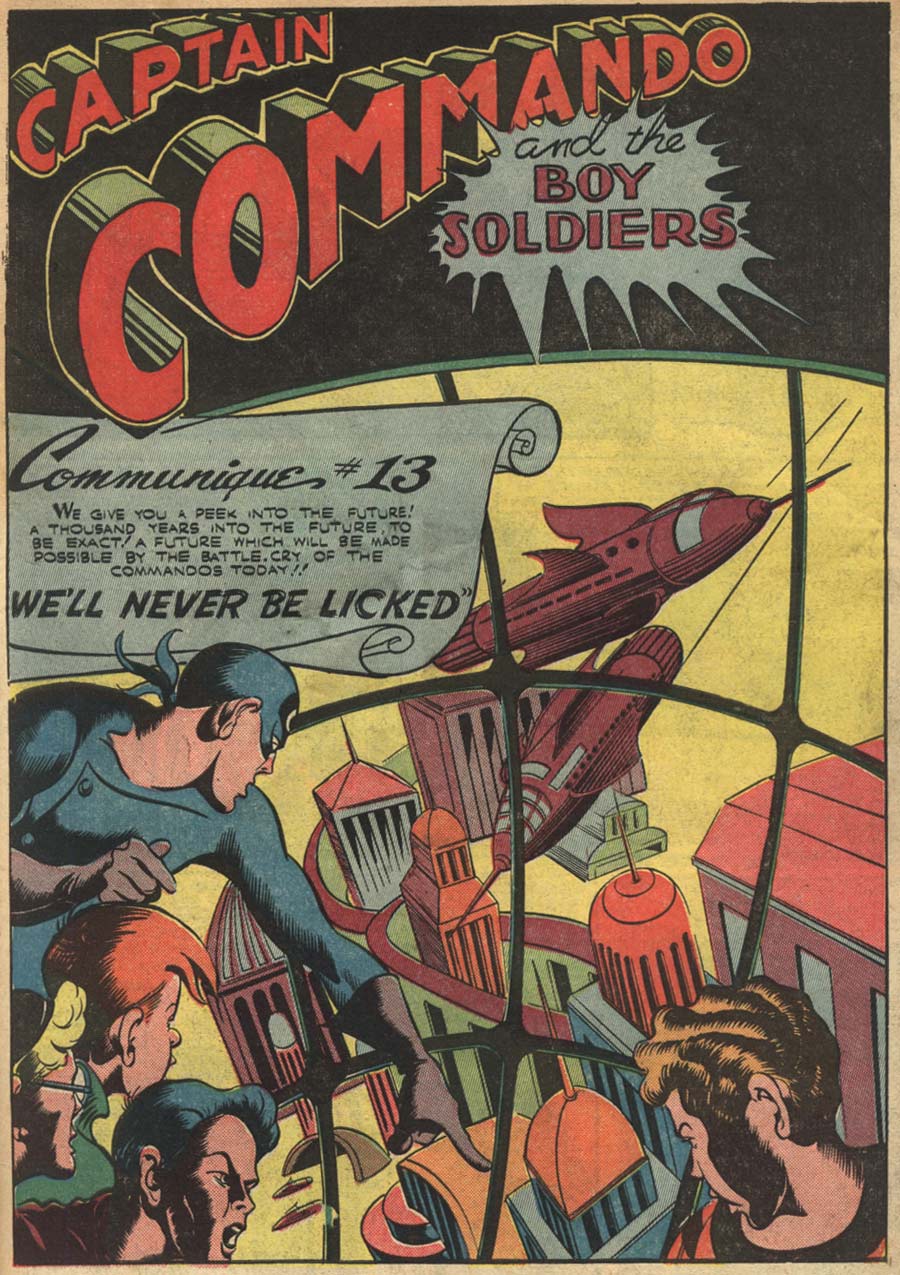 CAPTAIN
COMMANDO
and the
BOY
SOLDIERS
Communique #13
WE GIVE YOU A PEEK INTO THE FUTURE!
A THOUSAND YEARS INTO THE FUTURE, TO
BE EXACT! A FUTURE WHICH WILL BE MADE
POSSIBLE BY THE BATTLE.CRY OF THE
COMMANDOS TODAY!!
WE'LL NEVER BE LICKED"